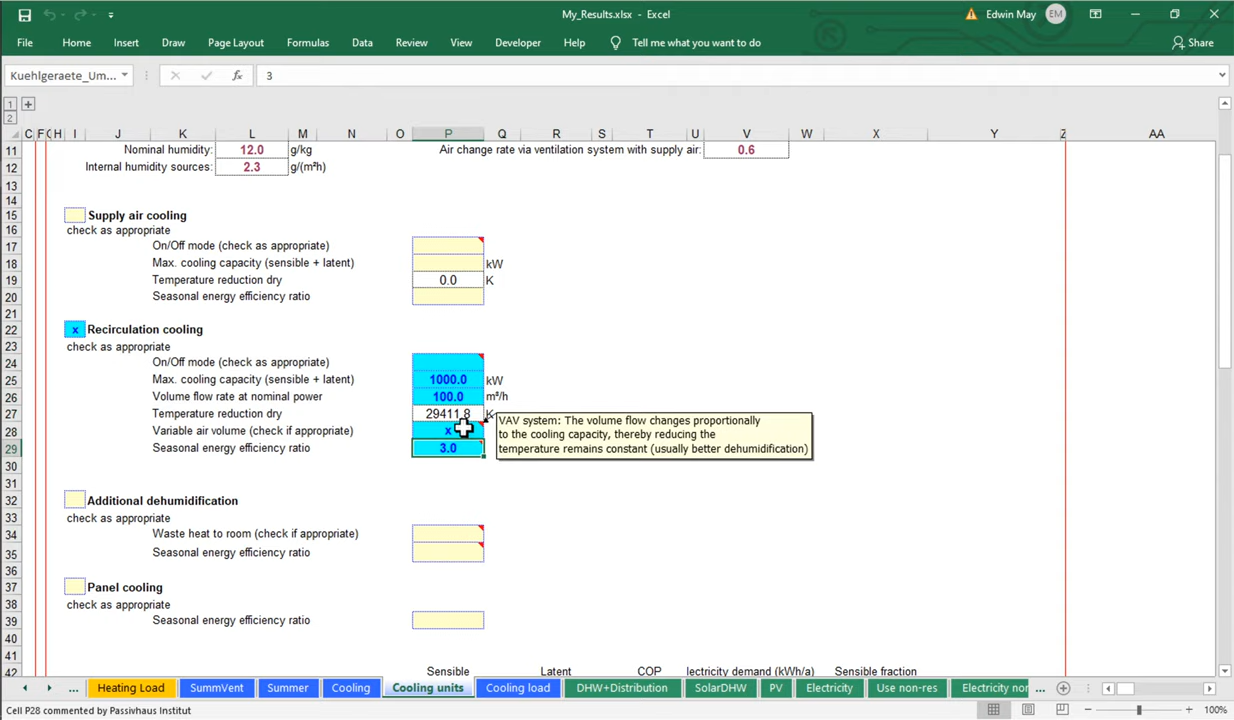 My_Results.xlsx - Excel
Edwin May
EM
File Home Insert Draw Page Layout Formulas Data Review View Developer Help Tell me what you want to do
Share
Kuehlgeraete_Um...
fx
3
1
2
C F G H I J K L M N O P Q R S T U V W X Y Z AA
11 Nominal humidity: 12.0 g/kg Air change rate via ventilation system with supply air: 0.6
12 Internal humidity sources: 2.3 g/(m²h)
13
14
15 Supply air cooling
16 check as appropriate
17 On/Off mode (check as appropriate)
18 Max. cooling capacity (sensible + latent) kW
19 Temperature reduction dry 0.0 K
20 Seasonal energy efficiency ratio
21
22 x Recirculation cooling
23 check as appropriate
24 On/Off mode (check as appropriate)
25 Max. cooling capacity (sensible + latent) 1000.0 kW
26 Volume flow rate at nominal power 100.0 m³/h
27 Temperature reduction dry 29411.8 K
28 Variable air volume (check if appropriate) x
29 Seasonal energy efficiency ratio 3.0
VAV system: The volume flow changes proportionally
to the cooling capacity, thereby reducing the
temperature remains constant (usually better dehumidification)
30
31
32 Additional dehumidification
33 check as appropriate
34 Waste heat to room (check if appropriate)
35 Seasonal energy efficiency ratio
36
37 Panel cooling
38 check as appropriate
39 Seasonal energy efficiency ratio
40
41
42 Sensible Latent COP lectricity demand (kWh/a) Sensible fraction
... Heating Load SummVent Summer Cooling Cooling units Cooling load DHW+Distribution SolarDHW PV Electricity Use non-res Electricity non ...
Cell P28 commented by Passivhaus Institut
100%